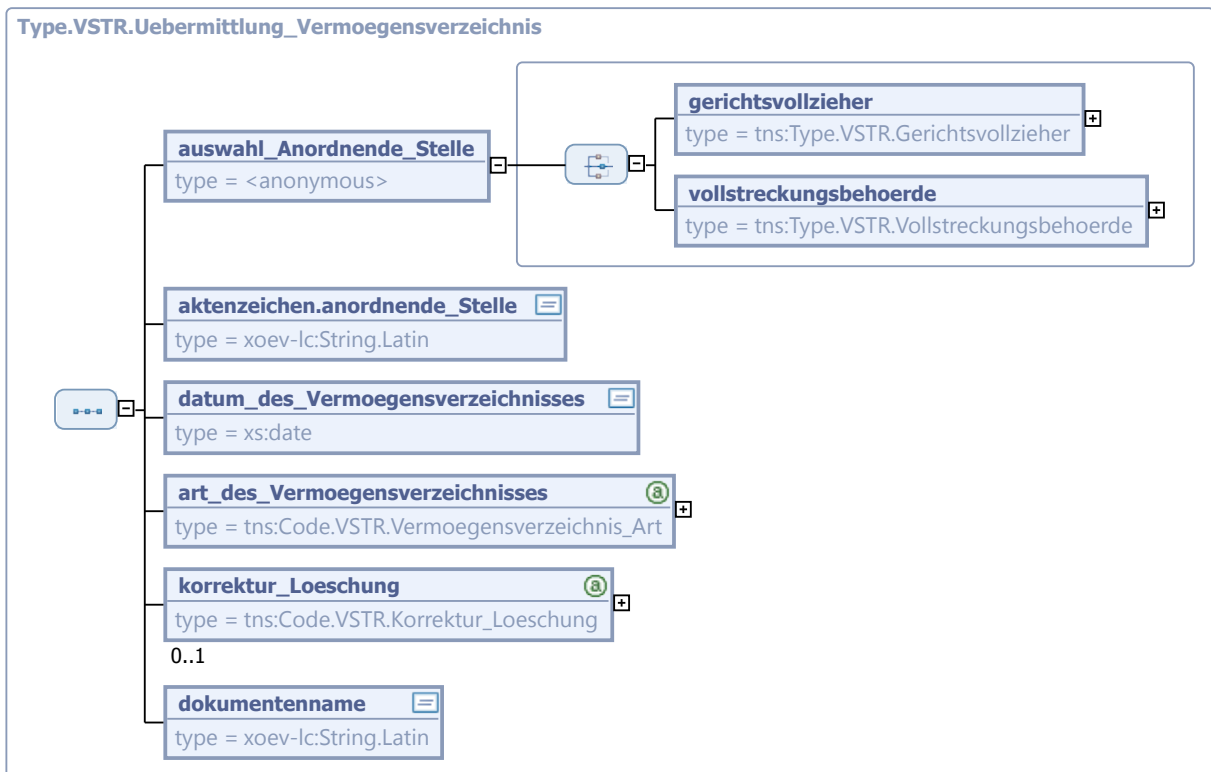 Type.VSTR.Uebermittlung_Vermoegensverzeichnis
auswahl_Anordnende_Stelle
type = <anonymous>
gerichtsvollzieher
type = tns:Type.VSTR.Gerichtsvollzieher
vollstreckungsbehoerde
type = tns:Type.VSTR.Vollstreckungsbehoerde
aktenzeichen.anordnende_Stelle
type = xoev-lc:String.Latin
datum_des_Vermoegensverzeichnisses
type = xs:date
art_des_Vermoegensverzeichnisses
type = tns:Code.VSTR.Vermoegensverzeichnis_Art
korrektur_Loeschung
type = tns:Code.VSTR.Korrektur_Loeschung
0..1
dokumentenname
type = xoev-lc:String.Latin